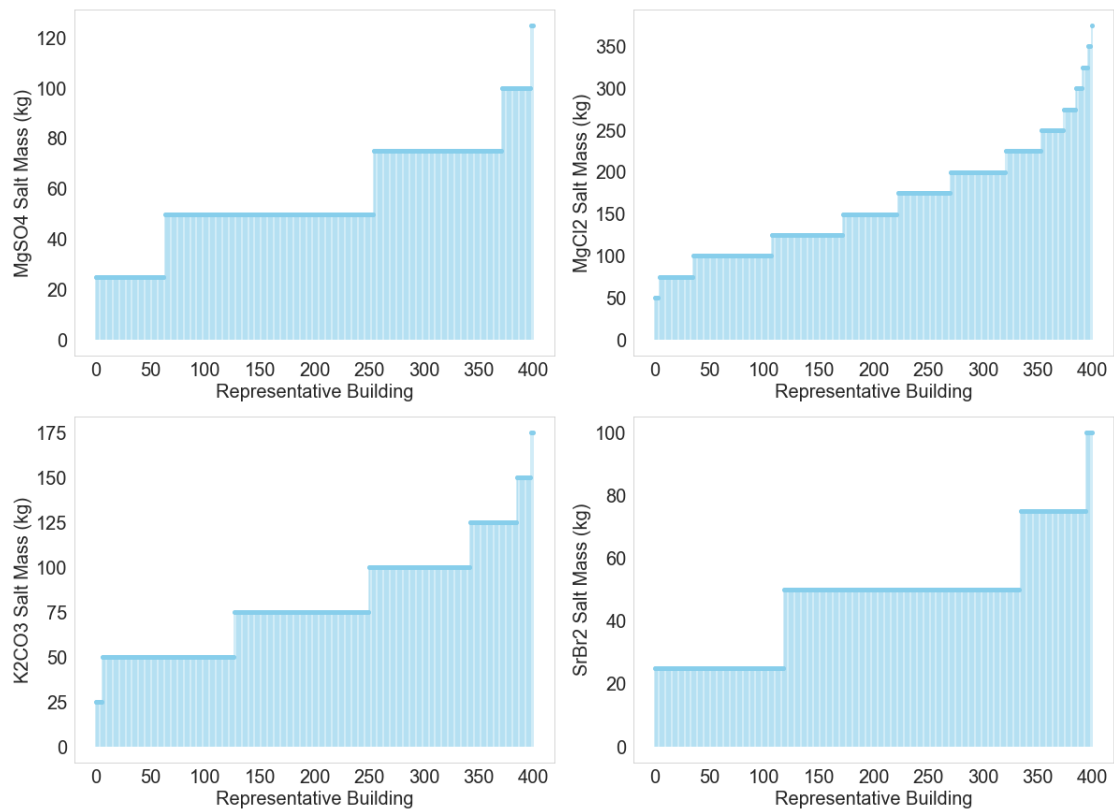 MgSO4 Salt Mass (kg)
120
100
80
60
40
20
0
0 50 100 150 200 250 300 350 400
Representative Building
MgCl2 Salt Mass (kg)
350
300
250
200
150
100
50
0
0 50 100 150 200 250 300 350 400
Representative Building
K2CO3 Salt Mass (kg)
175
150
125
100
75
50
25
0
0 50 100 150 200 250 300 350 400
Representative Building
SrBr2 Salt Mass (kg)
100
80
60
40
20
0
0 50 100 150 200 250 300 350 400
Representative Building